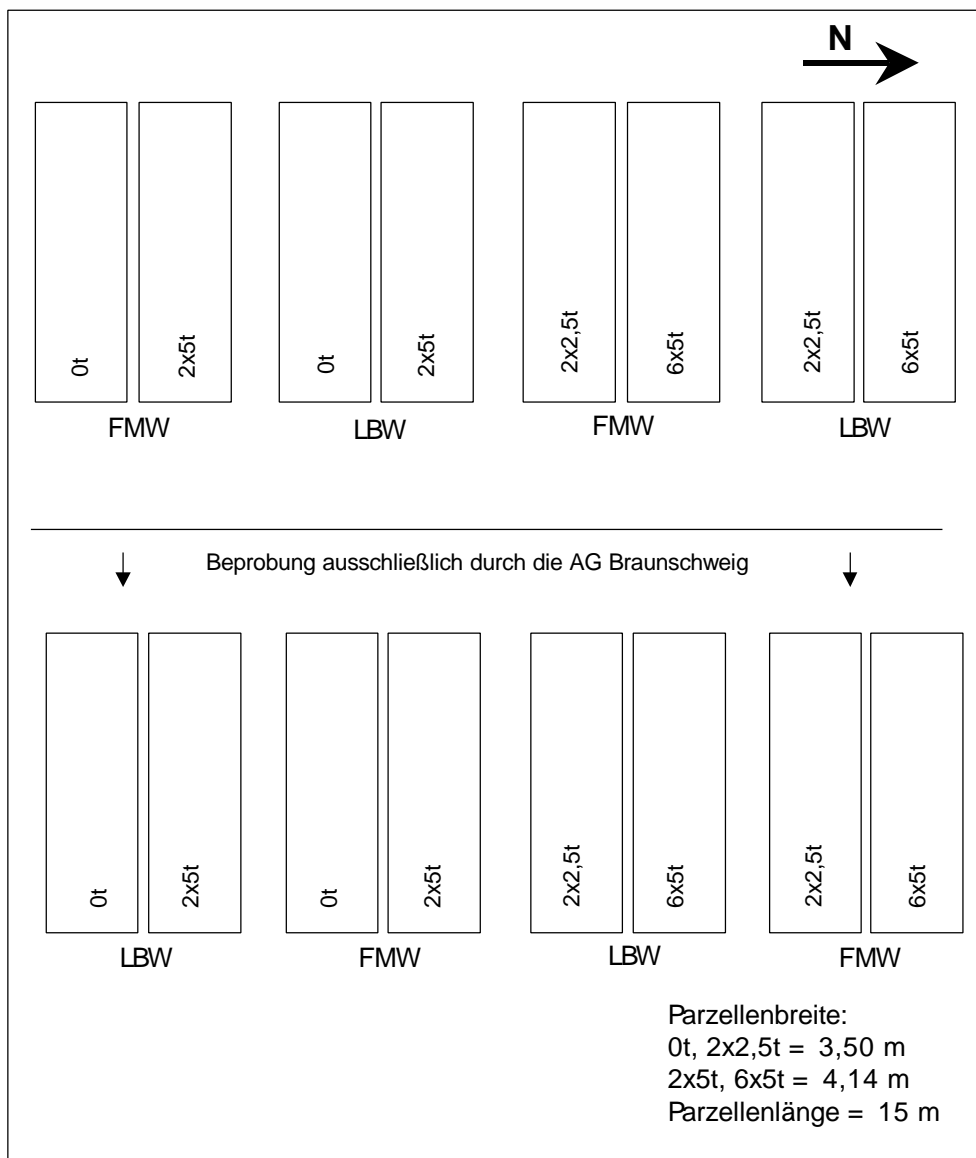 N
0t 2x5t 0t 2x5t 2x2,5t 6x5t 2x2,5t 6x5t
FMW LBW FMW LBW
Beprobung ausschließlich durch die AG Braunschweig
0t 2x5t 0t 2x5t 2x2,5t 6x5t 2x2,5t 6x5t
LBW FMW LBW FMW
Parzellenbreite:
0t, 2x2,5t = 3,50 m
2x5t, 6x5t = 4,14 m
Parzellenlänge = 15 m